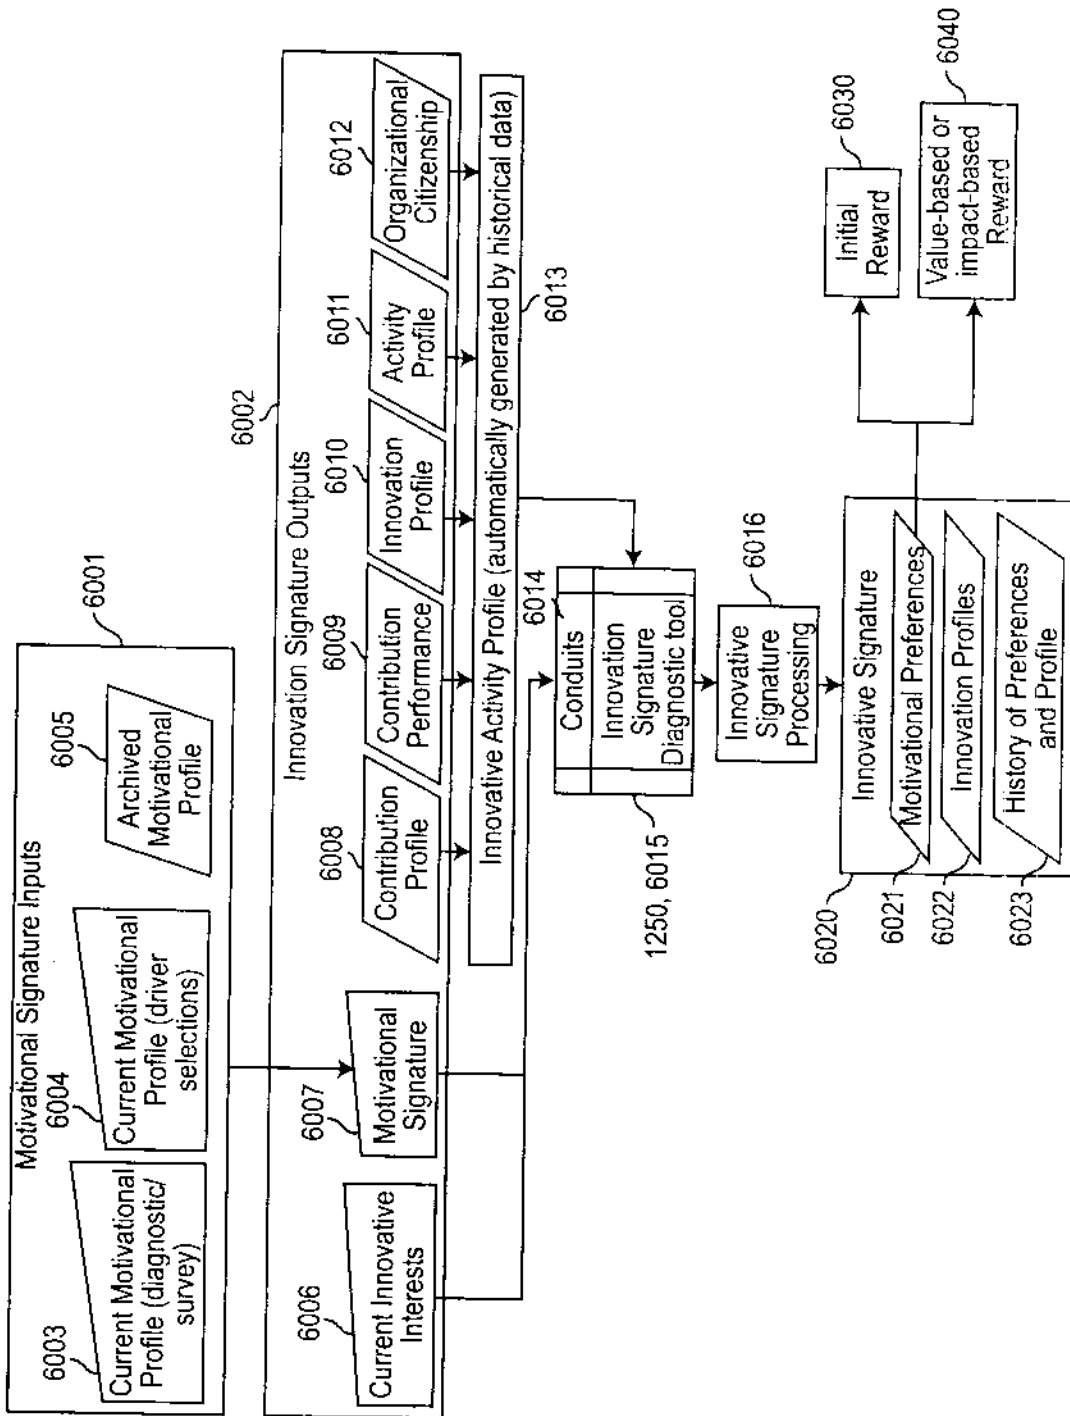 Motivational Signature Inputs
6001
6003
Current Motivational
Profile (diagnostic/
survey)
6004
Current Motivational
Profile (driver
selections)
6005
Archived
Motivational
Profile
6002
Innovation Signature Outputs
6006
Current Innovative
Interests
6007
Motivational
Signature
6008
Contribution
Profile
6009
Contribution
Performance
6010
Innovation
Profile
6011
Activity
Profile
6012
Organizational
Citizenship
Innovative Activity Profile (automatically generated by historical data)
6013
6014
Conduits
Innovation
Signature
Diagnostic tool
1250, 6015
Innovative
Signature
Processing
6016
6020
Innovative Signature
Motivational Preferences
6021
Innovation Profiles
6022
History of Preferences
and Profile
6023
Initial
Reward
6030
Value-based or
impact-based
Reward
6040